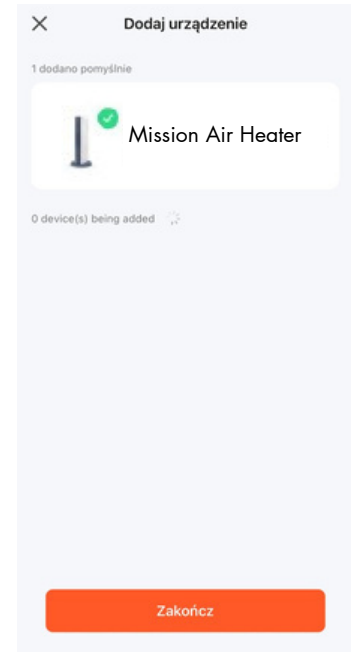 Dodaj urządzenie
1 dodano pomyślnie
Mission Air Heater
0 device(s) being added
Zakończ